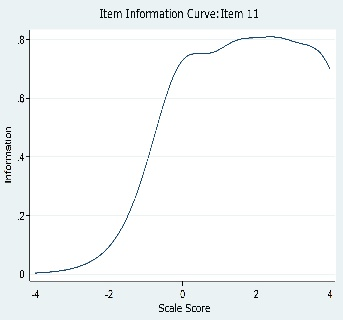 Item Information Curve: Item 11
Information
.8
.6
.4
.2
0
-4 -2 0 2 4
Scale Score